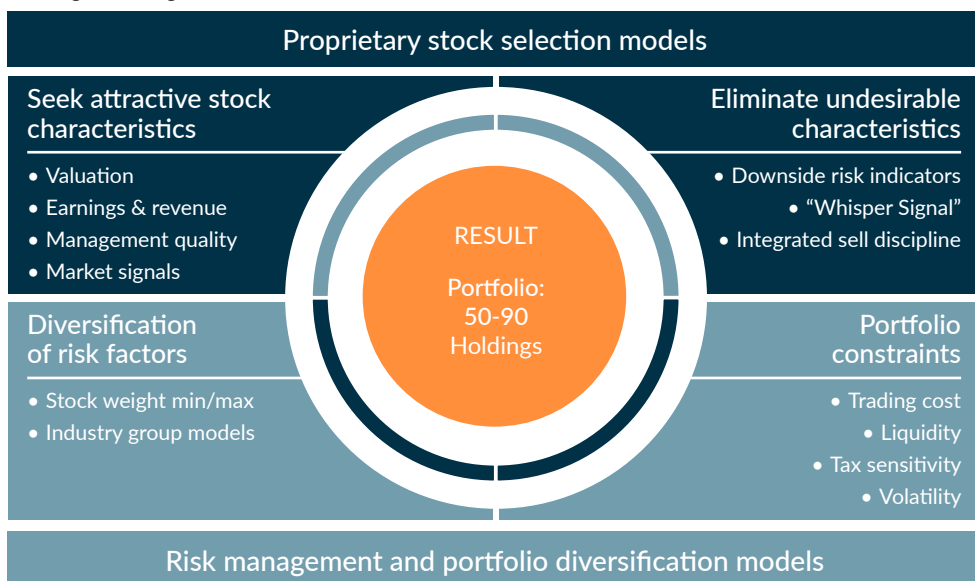 Proprietary stock selection models
Seek attractive stock
characteristics
• Valuation
• Earnings & revenue
• Management quality
• Market signals
Eliminate undesirable
characteristics
• Downside risk indicators
• “Whisper Signal”
• Integrated sell discipline
RESULT
Portfolio:
50-90
Holdings
Diversification
of risk factors
• Stock weight min/max
• Industry group models
Portfolio
constraints
• Trading cost
• Liquidity
• Tax sensitivity
• Volatility
Risk management and portfolio diversification models